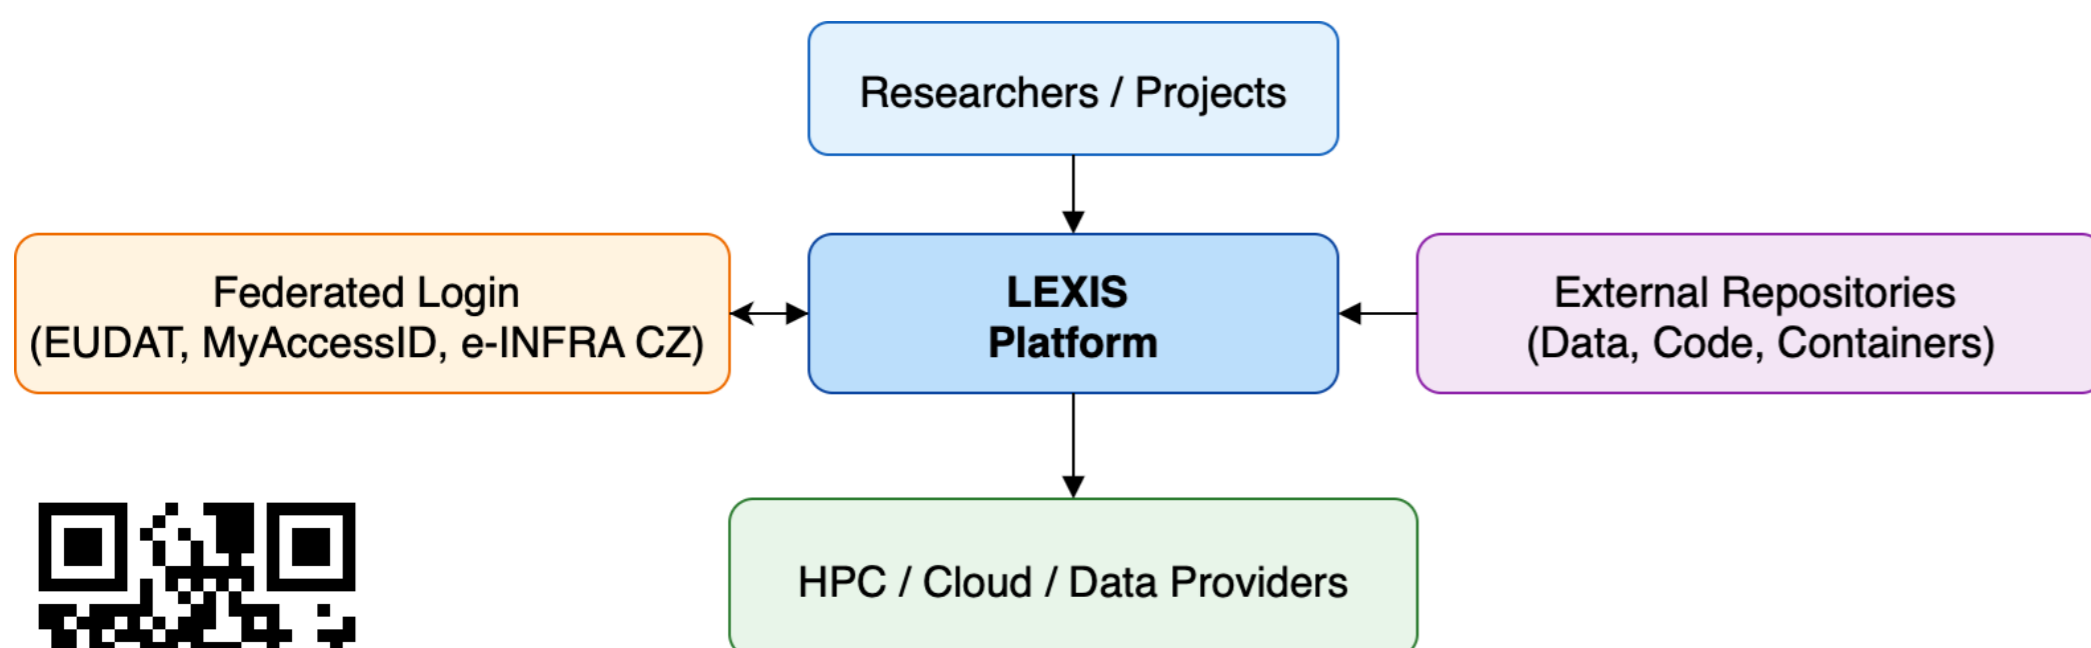 Researchers / Projects
Federated Login
(EUDAT, MyAccessID, e-INFRA CZ)
LEXIS
Platform
External Repositories
(Data, Code, Containers)
HPC / Cloud / Data Providers